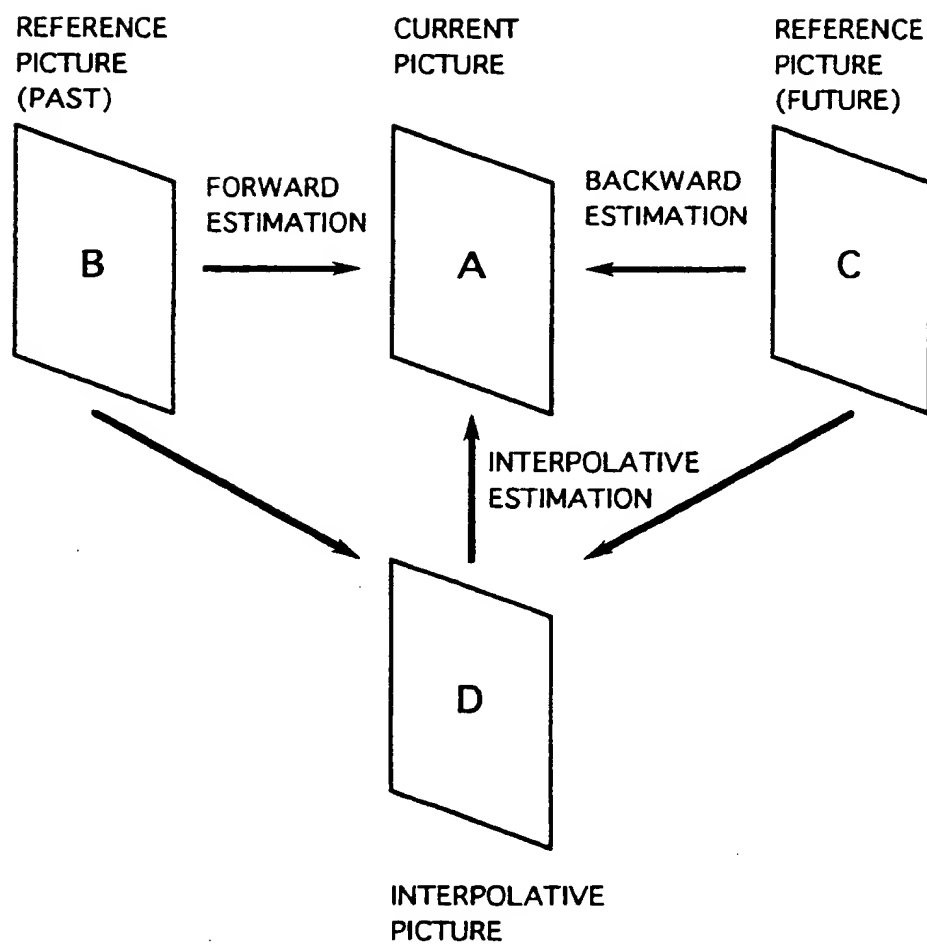 REFERENCE
PICTURE
(PAST)
CURRENT
PICTURE
REFERENCE
PICTURE
(FUTURE)
FORWARD
ESTIMATION
BACKWARD
ESTIMATION
B
A
C
INTERPOLATIVE
ESTIMATION
D
INTERPOLATIVE
PICTURE